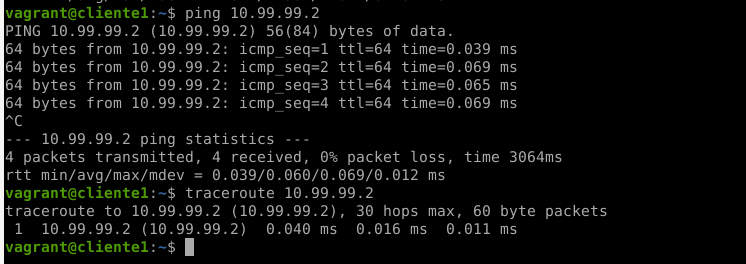 vagrant@cliente1:~$ ping 10.99.99.2
PING 10.99.99.2 (10.99.99.2) 56(84) bytes of data.
64 bytes from 10.99.99.2: icmp_seq=1 ttl=64 time=0.039 ms
64 bytes from 10.99.99.2: icmp_seq=2 ttl=64 time=0.069 ms
64 bytes from 10.99.99.2: icmp_seq=3 ttl=64 time=0.065 ms
64 bytes from 10.99.99.2: icmp_seq=4 ttl=64 time=0.069 ms
^C
--- 10.99.99.2 ping statistics ---
4 packets transmitted, 4 received, 0% packet loss, time 3064ms
rtt min/avg/max/mdev = 0.039/0.060/0.069/0.012 ms
vagrant@cliente1:~$ traceroute 10.99.99.2
traceroute to 10.99.99.2 (10.99.99.2), 30 hops max, 60 byte packets
 1  10.99.99.2 (10.99.99.2)  0.040 ms  0.016 ms  0.011 ms
vagrant@cliente1:~$